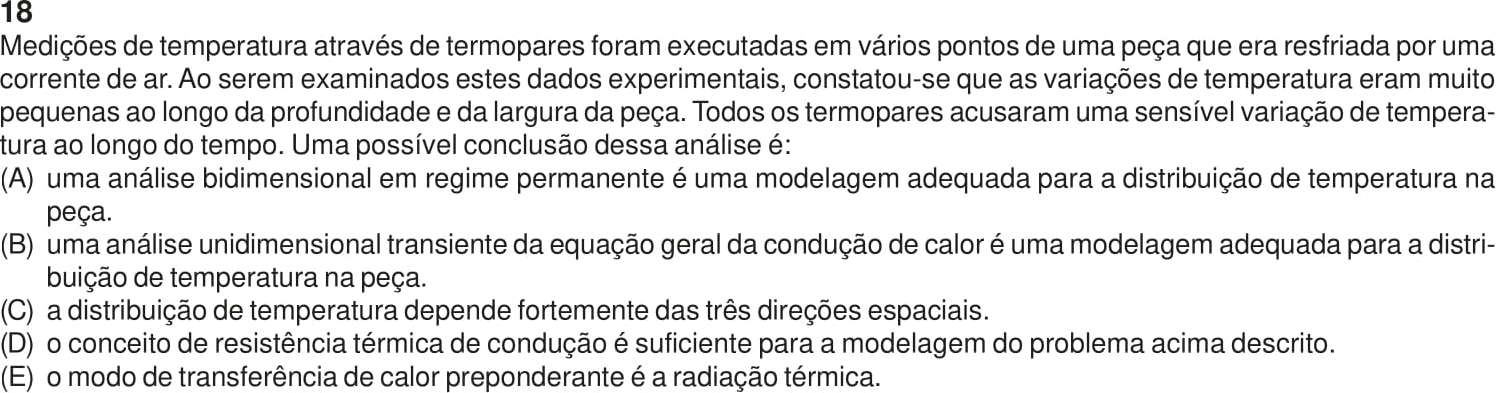 18
Medições de temperatura através de termopares foram executadas em vários pontos de uma peça que era resfriada por uma
corrente de ar. Ao serem examinados estes dados experimentais, constatou-se que as variações de temperatura eram muito
pequenas ao longo da profundidade e da largura da peça. Todos os termopares acusaram uma sensível variação de tempera-
tura ao longo do tempo. Uma possível conclusão dessa análise é:
(A) uma análise bidimensional em regime permanente é uma modelagem adequada para a distribuição de temperatura na
peça.
(B) uma análise unidimensional transiente da equação geral da condução de calor é uma modelagem adequada para a distri-
buição de temperatura na peça.
(C) a distribuição de temperatura depende fortemente das três direções espaciais.
(D) o conceito de resistência térmica de condução é suficiente para a modelagem do problema acima descrito.
(E) o modo de transferência de calor preponderante é a radiação térmica.